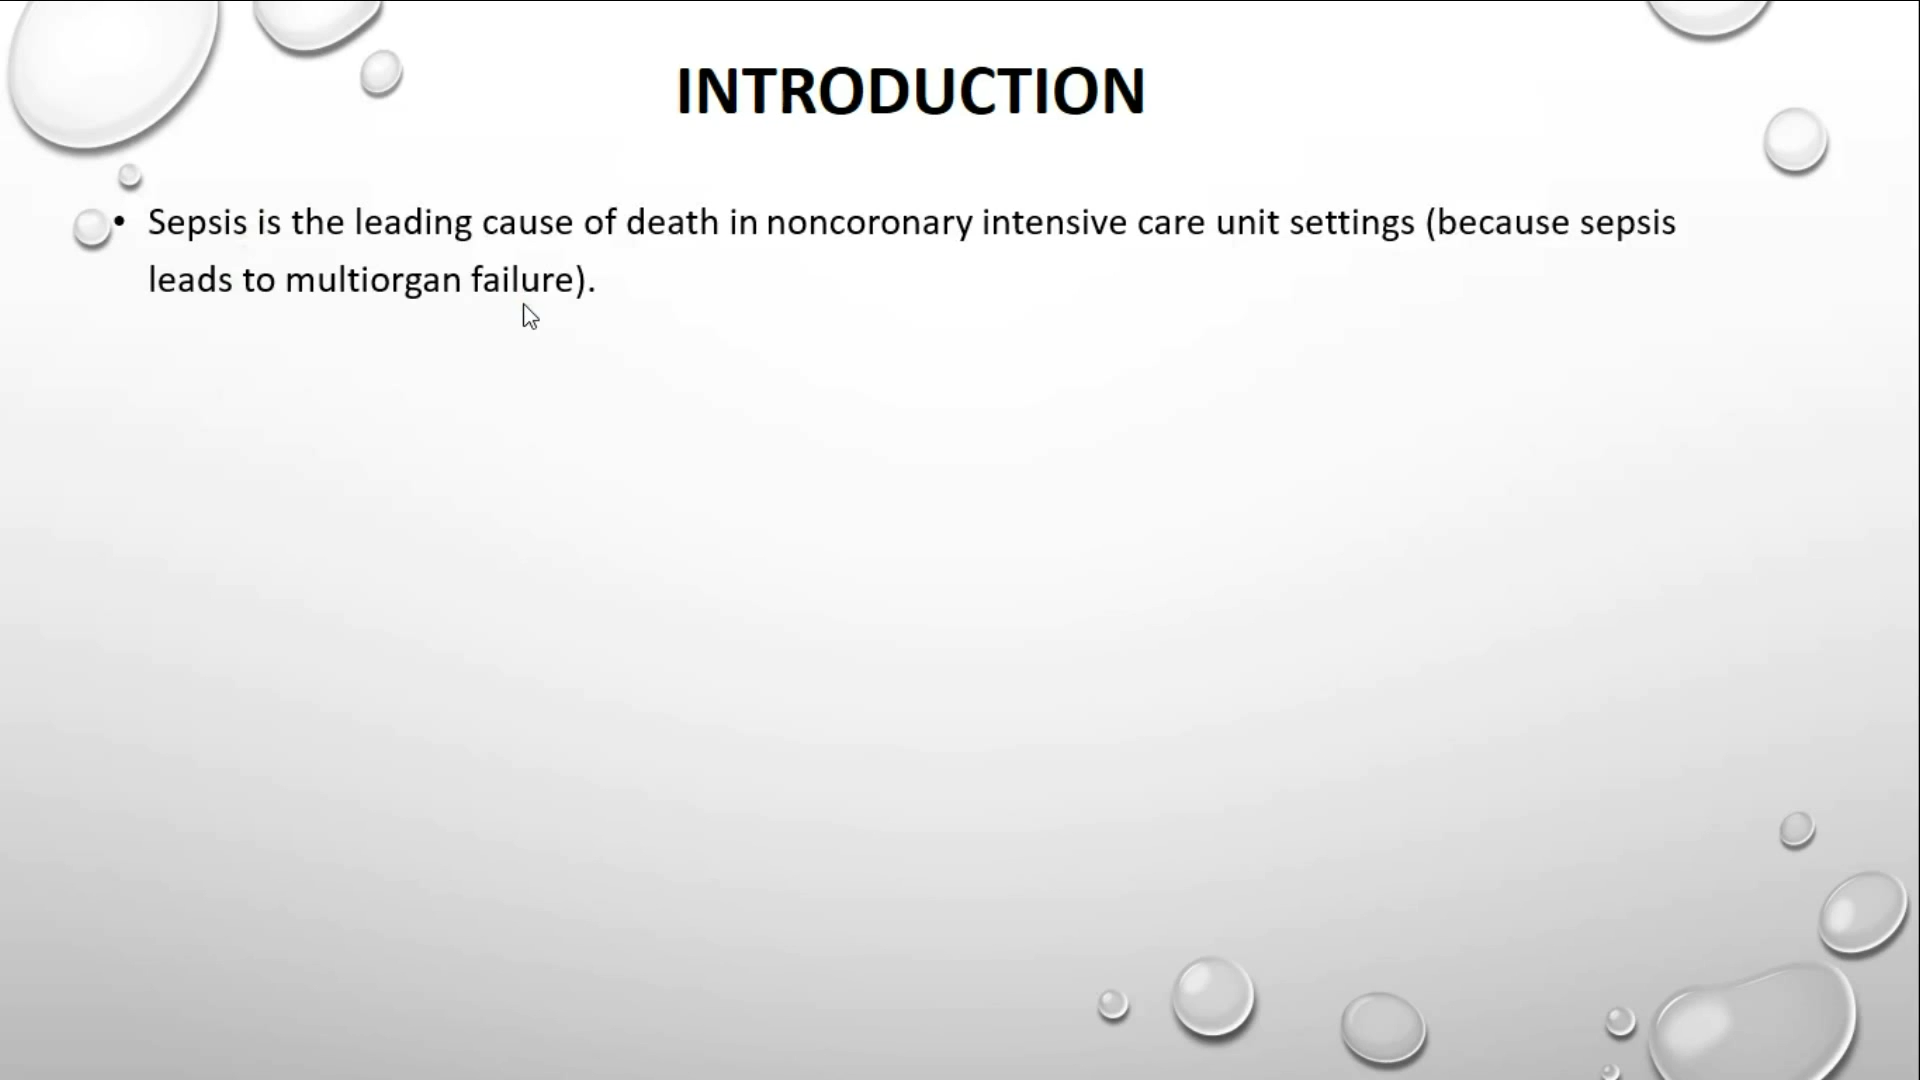 INTRODUCTION
• Sepsis is the leading cause of death in noncoronary intensive care unit settings (because sepsis
leads to multiorgan failure).